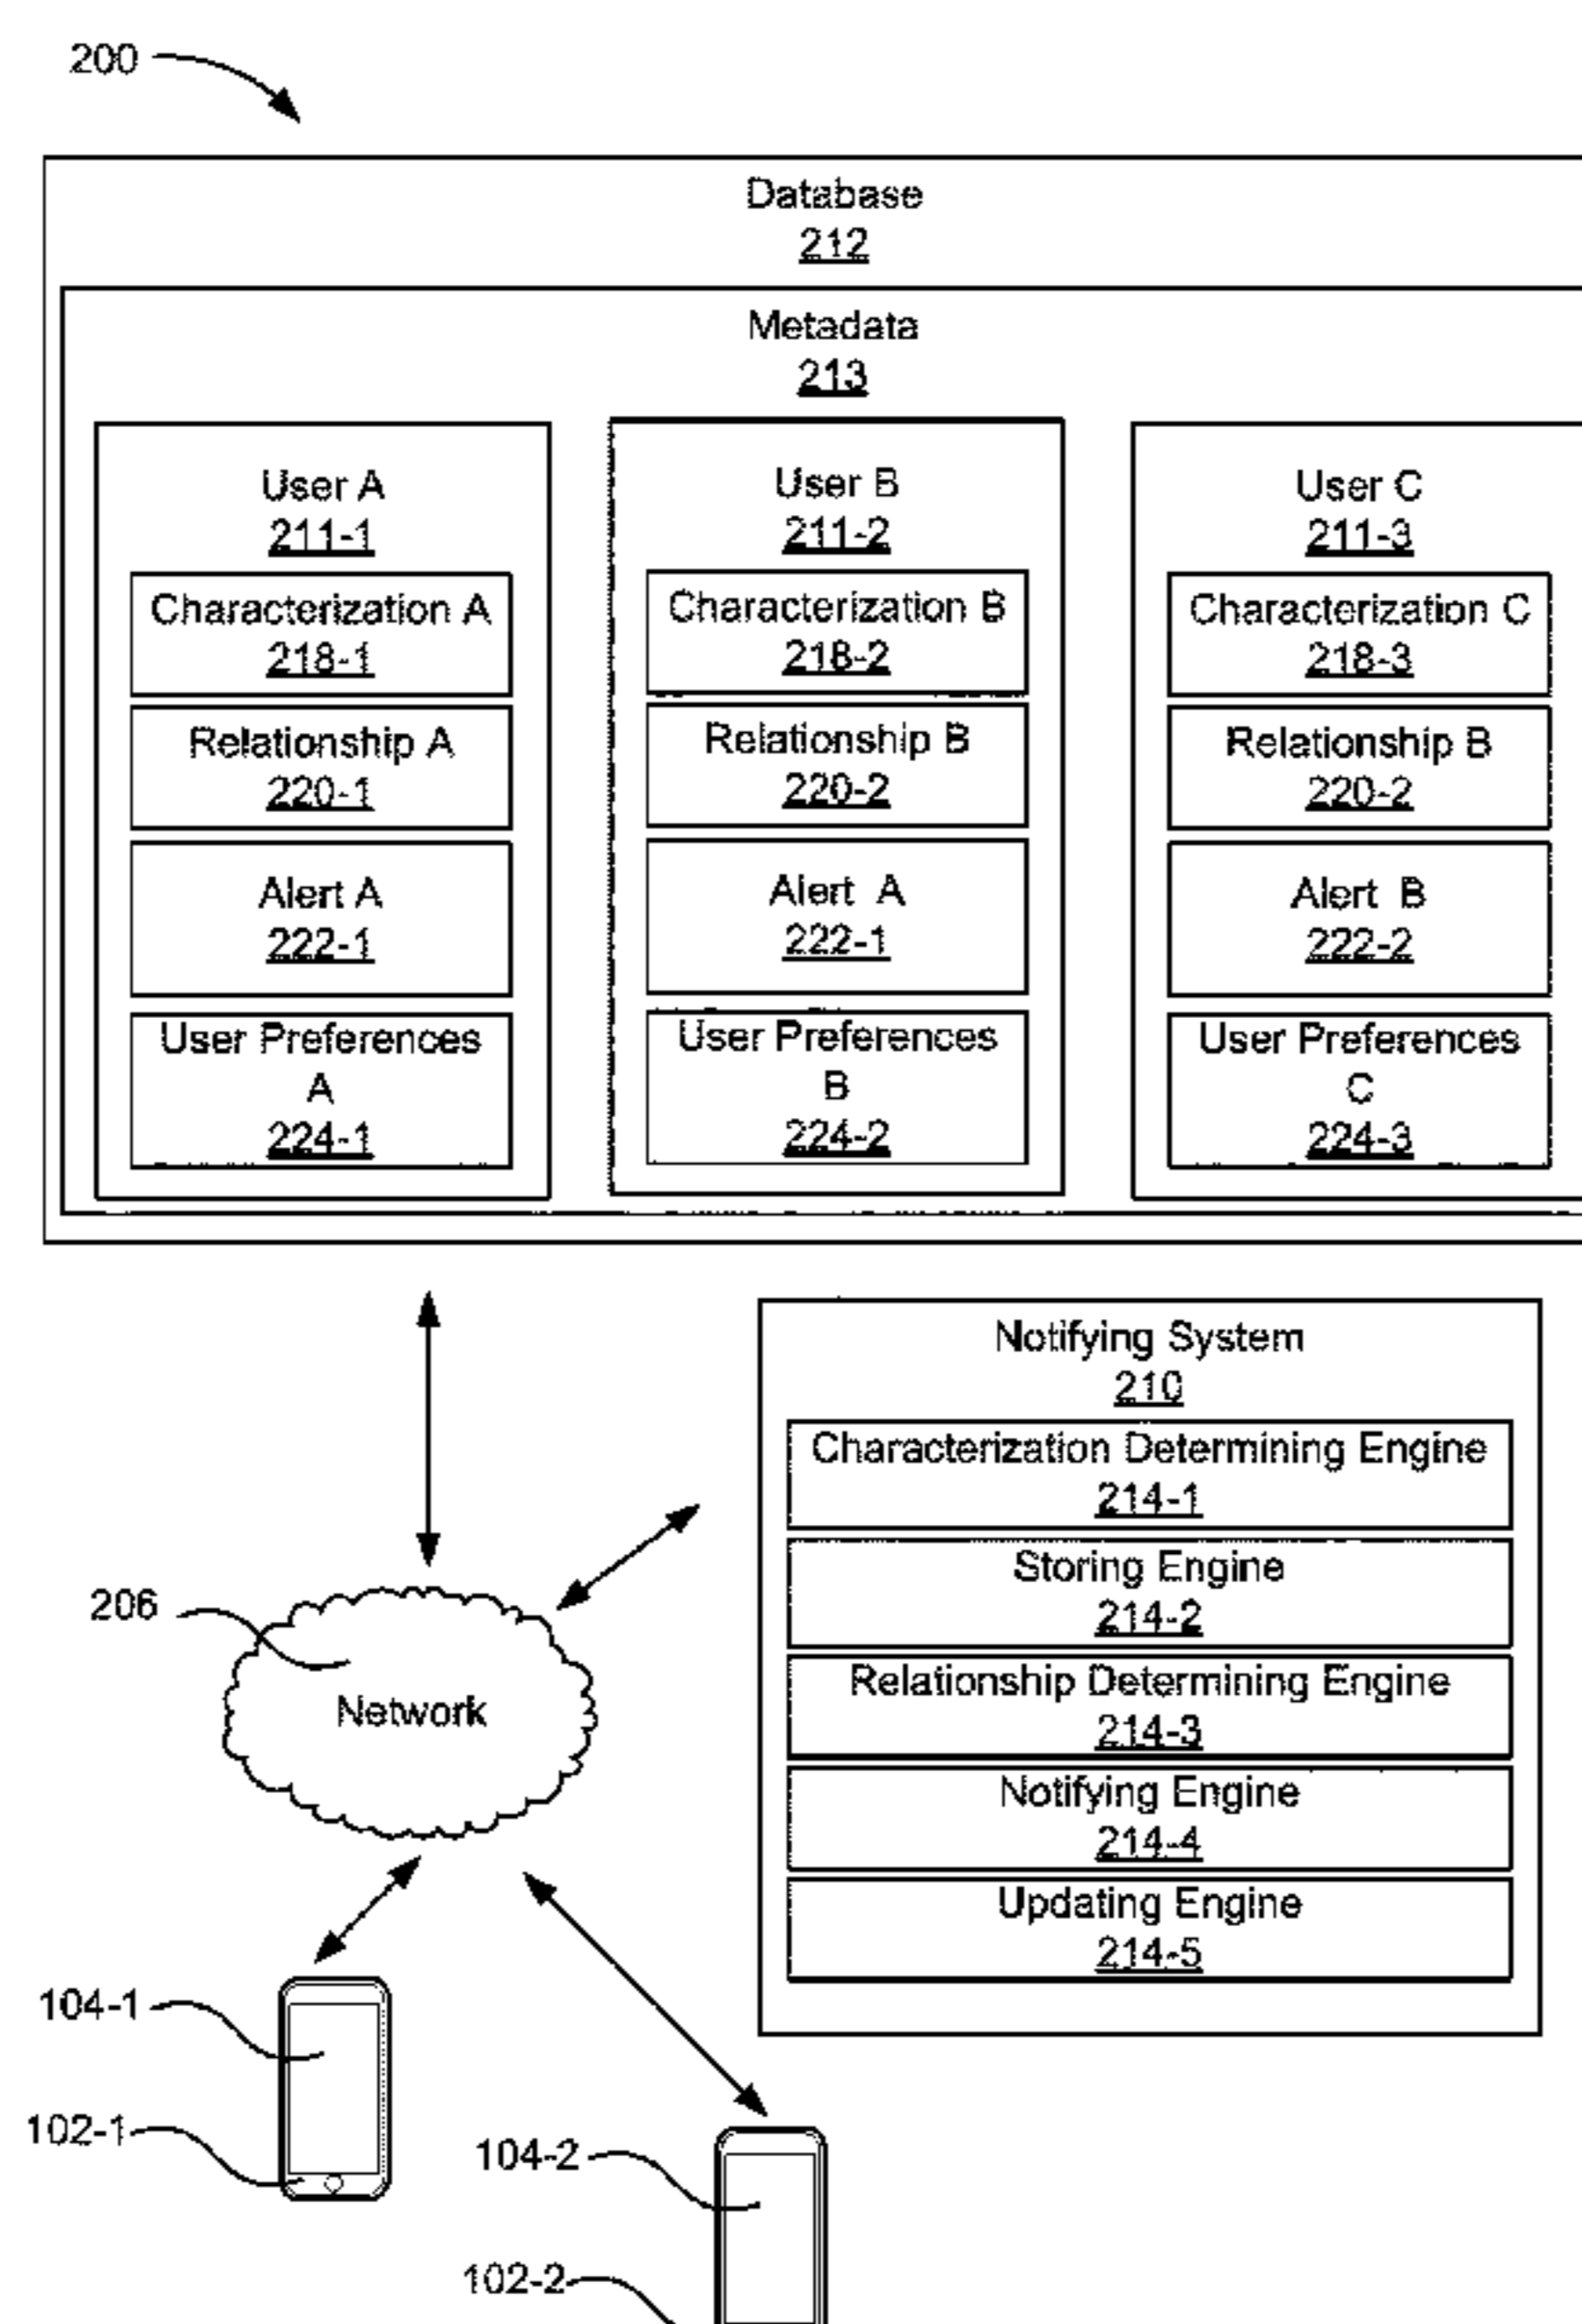 200
Database
212
Metadata
213
User A
211-1
Characterization A
218-1
Relationship A
220-1
Alert A
222-1
User Preferences
A
224-1
User B
211-2
Characterization B
218-2
Relationship B
220-2
Alert A
222-1
User Preferences
B
224-2
User C
211-3
Characterization C
218-3
Relationship B
220-2
Alert B
222-2
User Preferences
C
224-3
Notifying System
210
Characterization Determining Engine
214-1
Storing Engine
214-2
Relationship Determining Engine
214-3
Notifying Engine
214-4
Updating Engine
214-5
206
Network
104-1
102-1
104-2
102-2